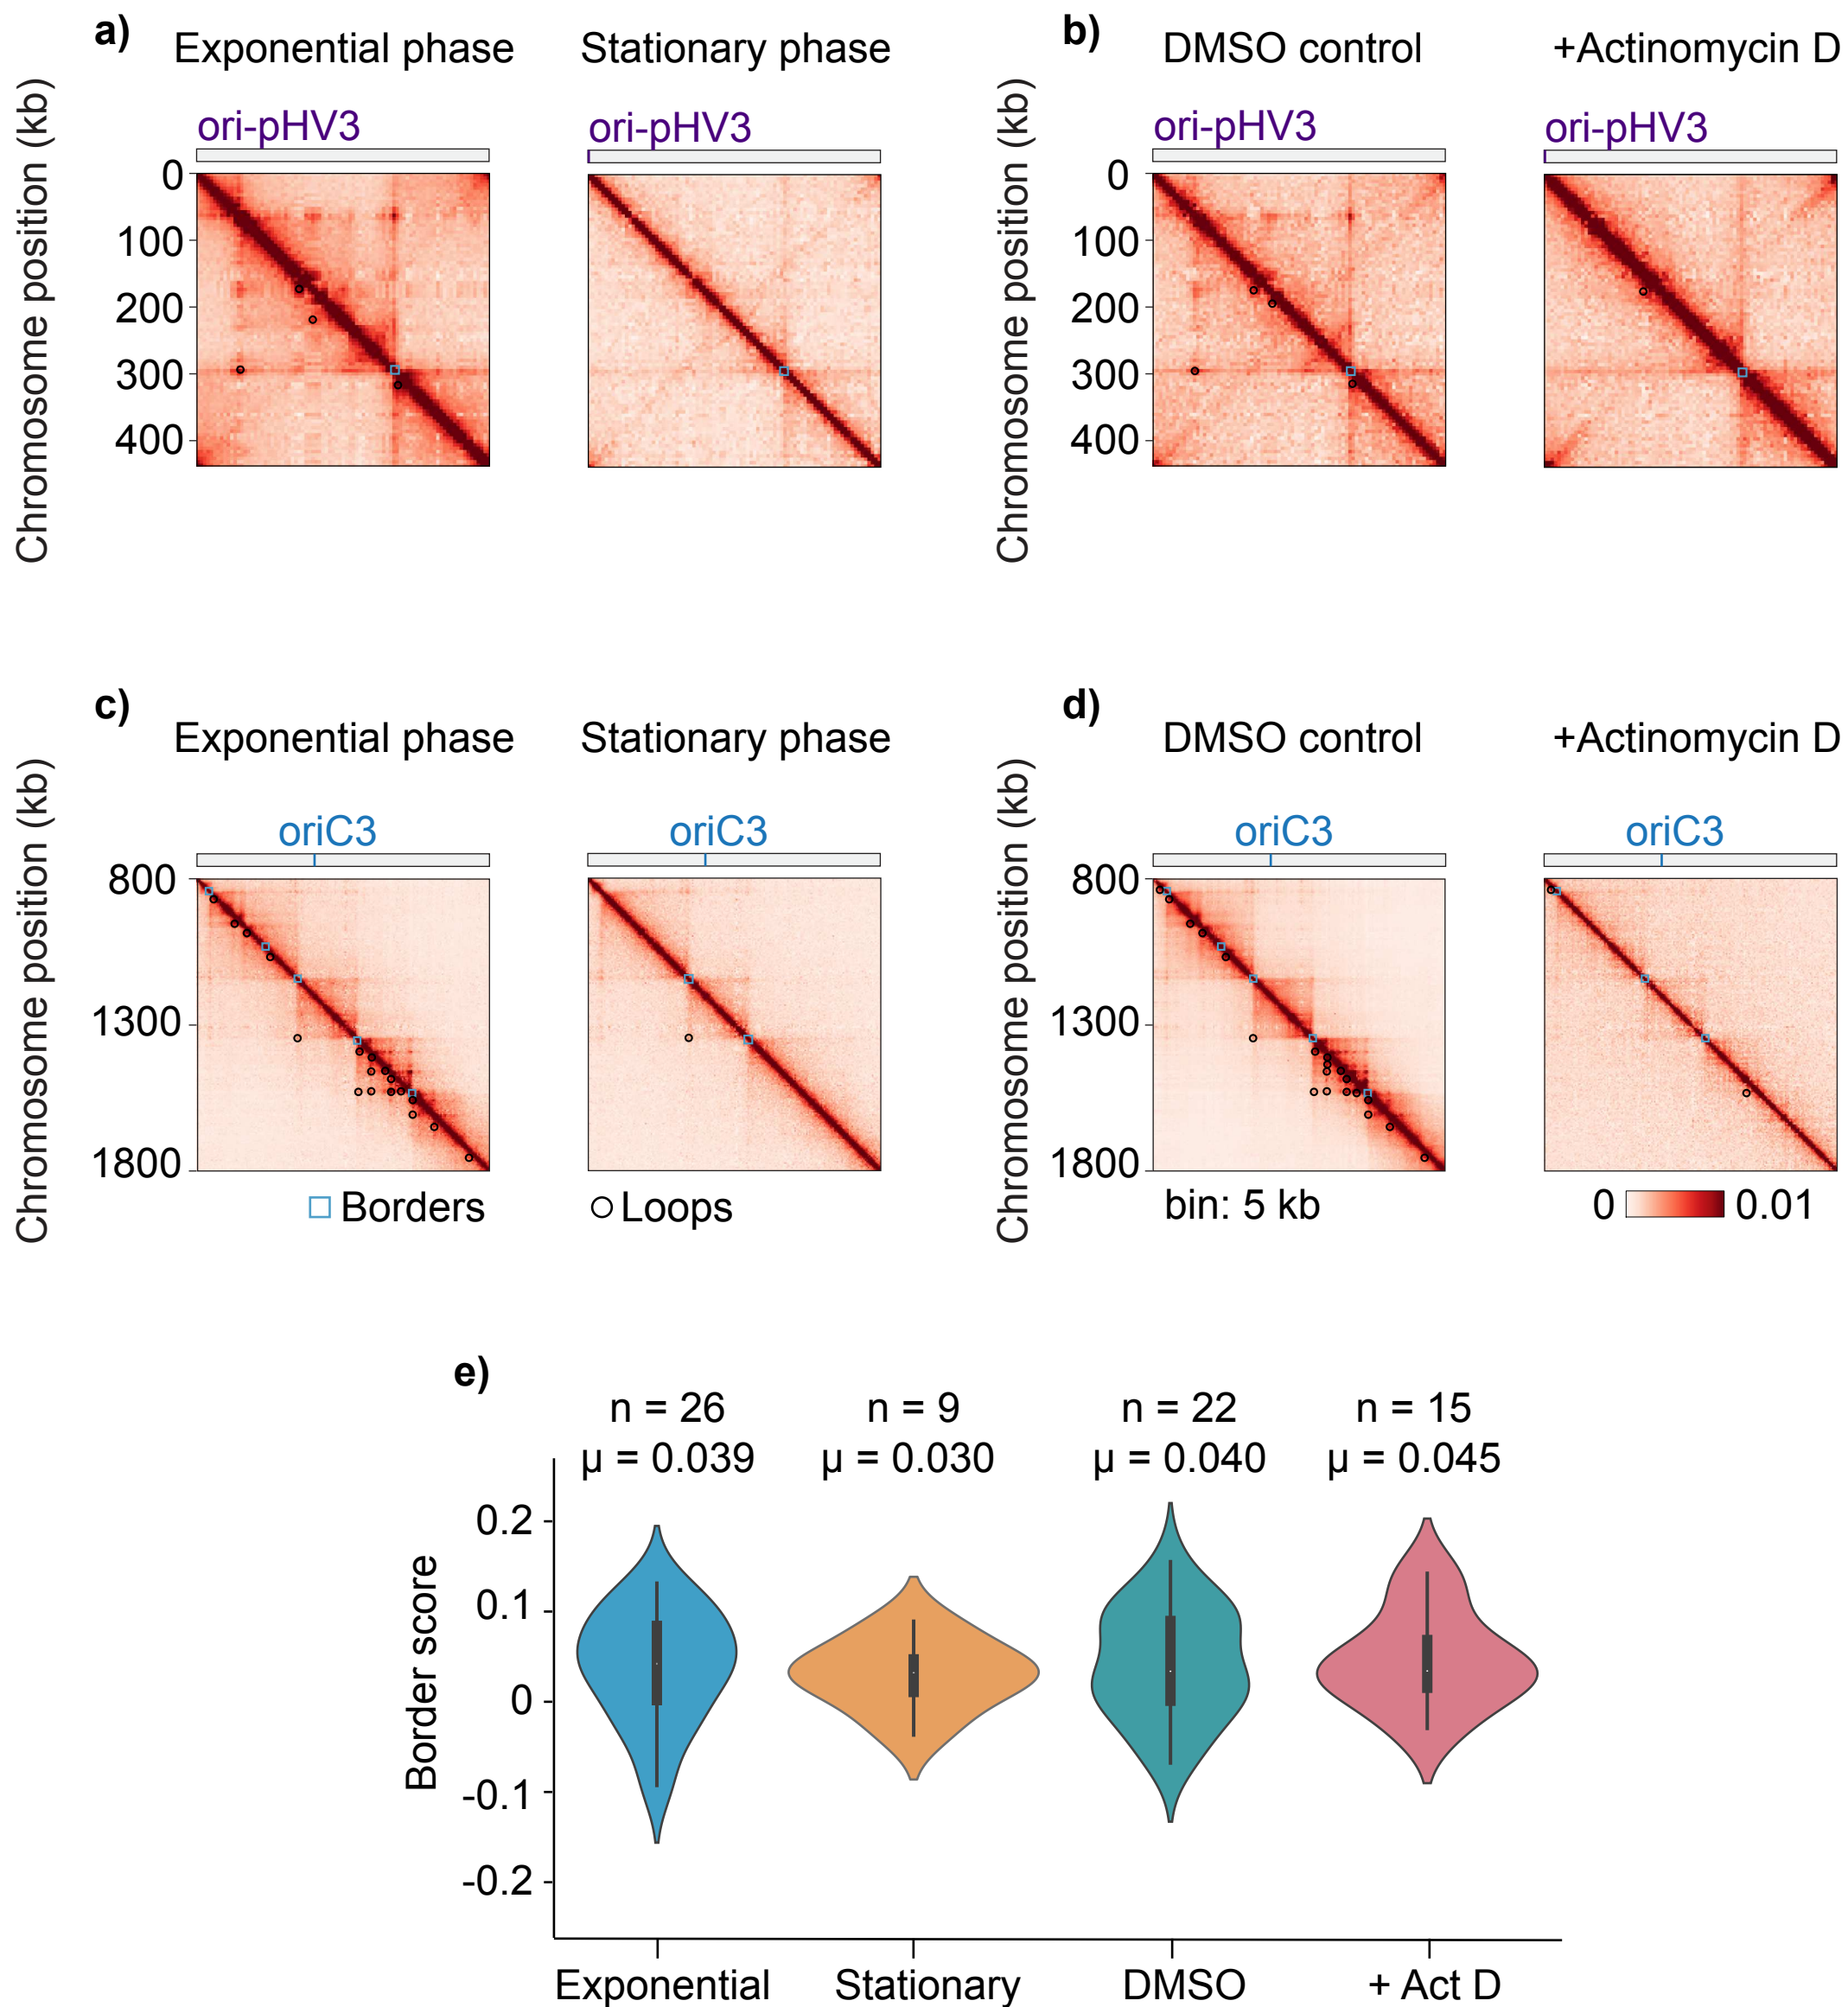 a)
Exponential phase
Stationary phase
Chromosome position (kb)
ori-pHV3
ori-pHV3
0
100
200
300
400
b)
DMSO control
+Actinomycin D
Chromosome position (kb)
ori-pHV3
ori-pHV3
0
100
200
300
400
c)
Exponential phase
Stationary phase
Chromosome position (kb)
oriC3
oriC3
800
1300
1800
Borders
Loops
d)
DMSO control
+Actinomycin D
Chromosome position (kb)
oriC3
oriC3
800
1300
1800
bin: 5 kb
0 0.01
e)
n = 26 n = 9 n = 22 n = 15
µ = 0.039 µ = 0.030 µ = 0.040 µ = 0.045
Border score
0.2
0.1
0
-0.1
-0.2
Exponential Stationary DMSO + Act D